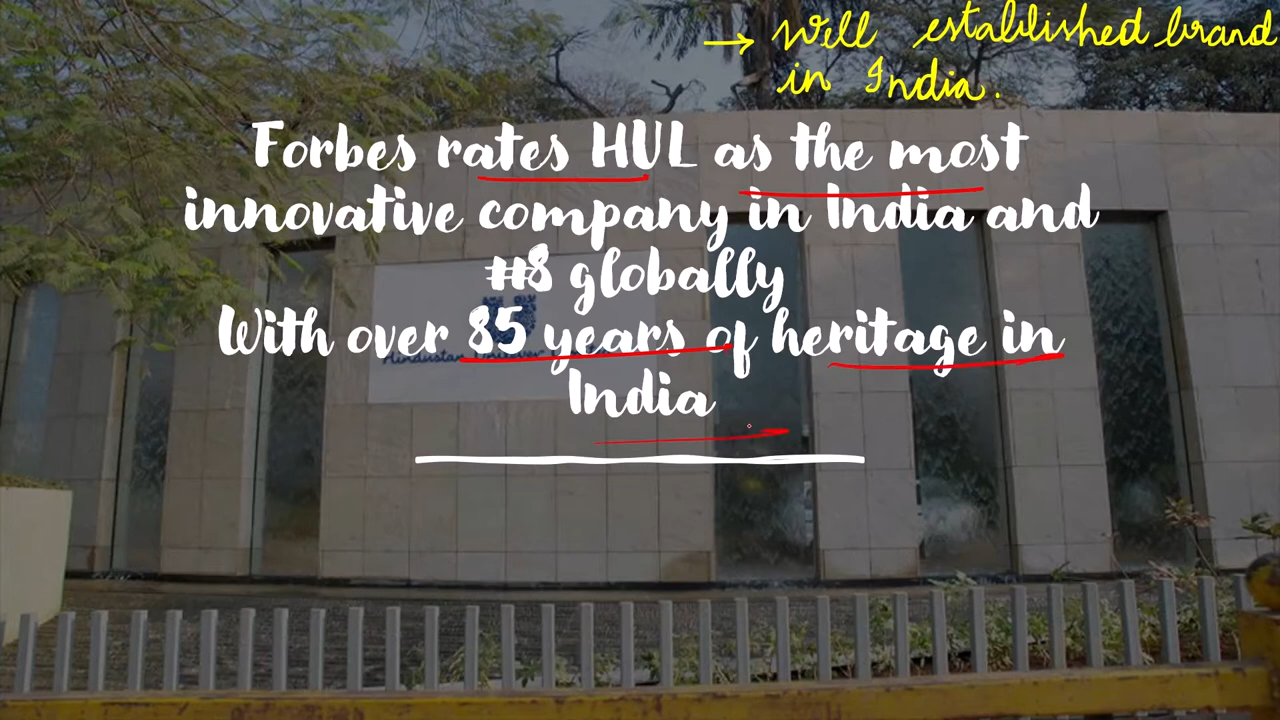 → Well established brand
in India.
Forbes rates HUL as the most
innovative company in India and
#8 globally
With over 85 years of heritage in
India